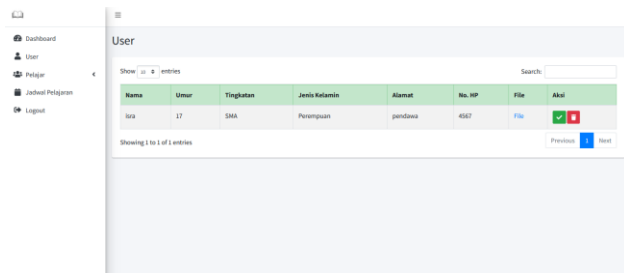 Dashboard
User
Pelajar
Jadwal Pelajaran
Logout
User
Show 10 entries
Search:
Nama Umur Tingkatan Jenis Kelamin Alamat No. HP File Aksi
Isra 17 SMA Perempuan pandawa 4567 File
Showing 1 to 1 of 1 entries
Previous 1 Next